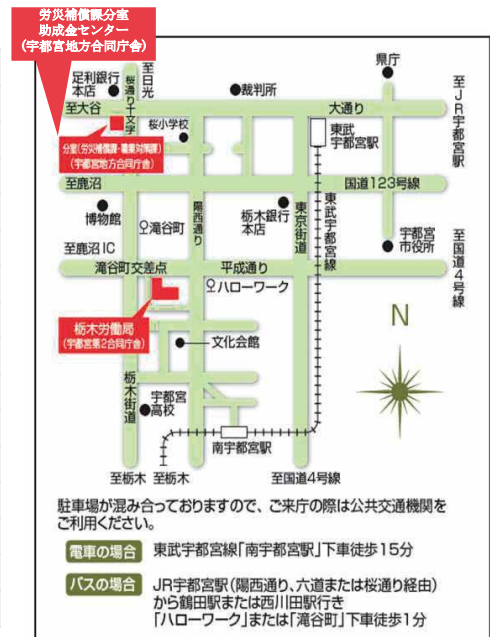 労災補償課分室
助成金センター
(宇都宮地方合同庁舎)
至日光
桜通り十文字
足利銀行
本店
裁判所
県庁
至大谷
大通り
至JR宇都宮駅
桜小学校
東武
宇都宮駅
分室(労災補償課・職業対策課)
(宇都宮地方合同庁舎)
至鹿沼
国道123号線
博物館
滝谷町
陽西通り
栃木銀行
本店
東京街道
東武宇都宮線
宇都宮
市役所
至鹿沼IC
滝谷町交差点
平成通り
至国道4号線
ハローワーク
栃木労働局
(宇都宮第2合同庁舎)
N
文化会館
栃木街道
宇都宮
高校
南宇都宮駅
至栃木
至栃木
至国道4号線
駐車場が混み合っておりますので、ご来庁の際は公共交通機関を
ご利用ください。
電車の場合 東武宇都宮線「南宇都宮駅」下車徒歩15分
バスの場合 JR宇都宮駅(陽西通り、六道または桜通り経由)
から鶴田駅または西川田駅行き
「ハローワーク」または「滝谷町」下車徒歩1分